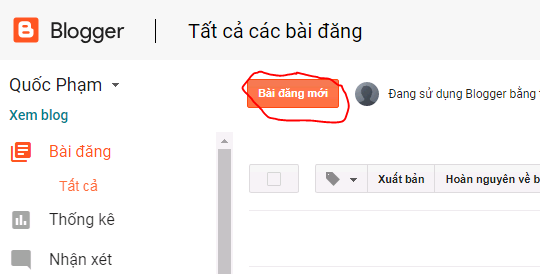 Blogger Tất cả các bài đăng
Quốc Phạm
Bài đăng mới Đang sử dụng Blogger bằng
Xem blog
Bài đăng
Tất cả
Xuất bản Hoàn nguyên về
Thống kê
Nhận xét